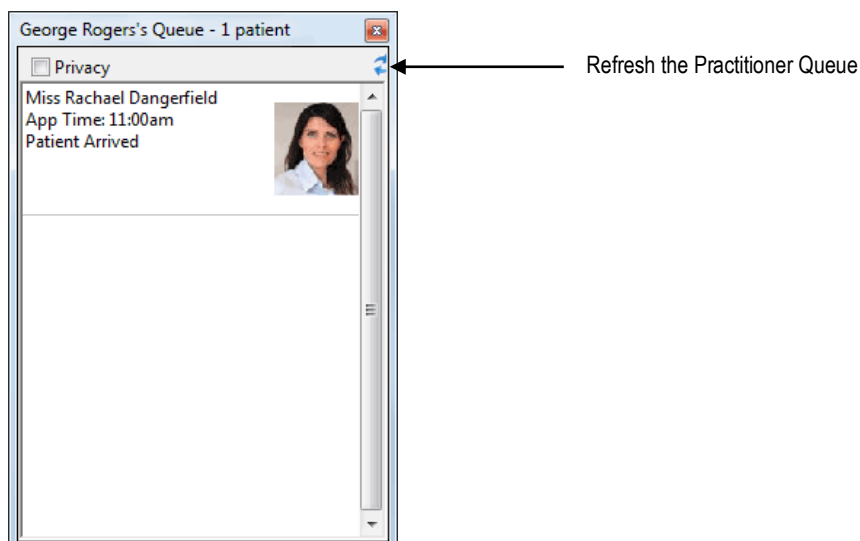 George Rogers's Queue - 1 patient
Privacy
Refresh the Practitioner Queue
Miss Rachael Dangerfield
App Time: 11:00am
Patient Arrived